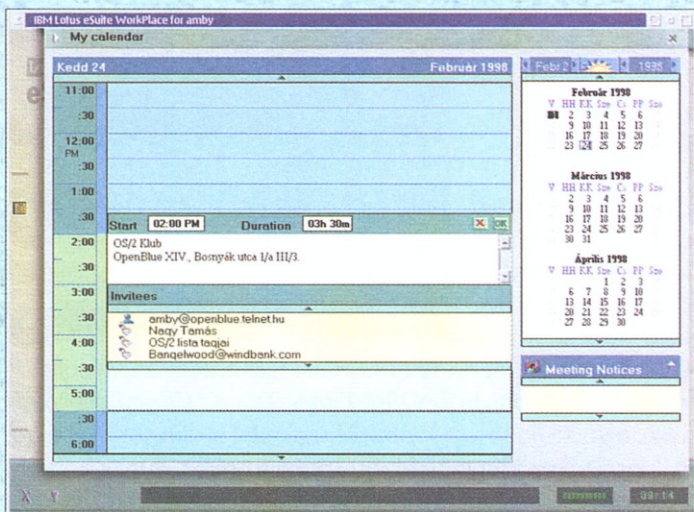 IBM Lotus eSuite WorkPlace for amby
My calendar
Kedd 24 Február 1998
11:00
:30
12:00
PM
:30
1:00
:30
Start 02:00 PM Duration 03h 30m X OK
2:00
OS/2 Klub
OpenBlue XIV., Bosnyák utca 1/a III/3.
:30
3:00
Invitees
:30
amby@openblue.telnet.hu
Nagy Tamás
4:00
OS/2 lista tagjai
Bangelwood@windbank.com
:30
5:00
:30
6:00
Febr 2 1998
Február 1998
V HH KK Sze Cs PP Szo
2 3 4 5 6
9 10 11 12 13
16 17 18 19 20
23 24 25 26 27
Március 1998
V HH KK Sze Cs PP Szo
2 3 4 5 6
9 10 11 12 13
16 17 18 19 20
23 24 25 26 27
30 31
Április 1998
V HH KK Sze Cs PP Szo
1 2 3
6 7 8 9 10
13 14 15 16 17
20 21 22 23 24
27 28 29 30
Meeting Notices
09:14